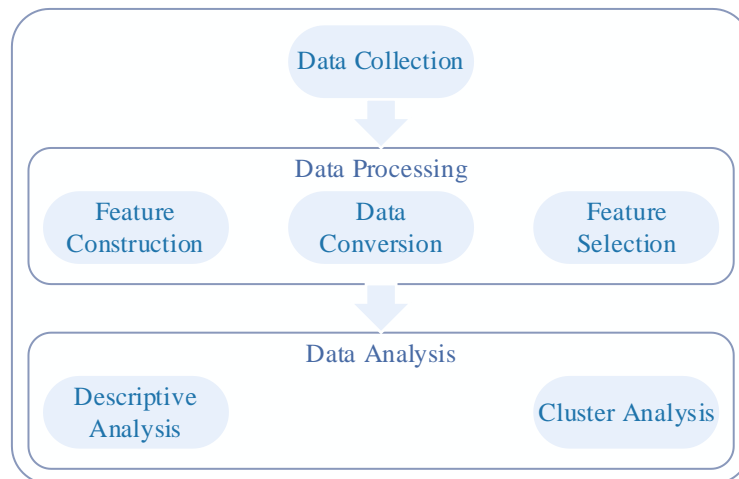 Data Collection
Data Processing
Feature
Construction
Data
Conversion
Feature
Selection
Data Analysis
Descriptive
Analysis
Cluster Analysis